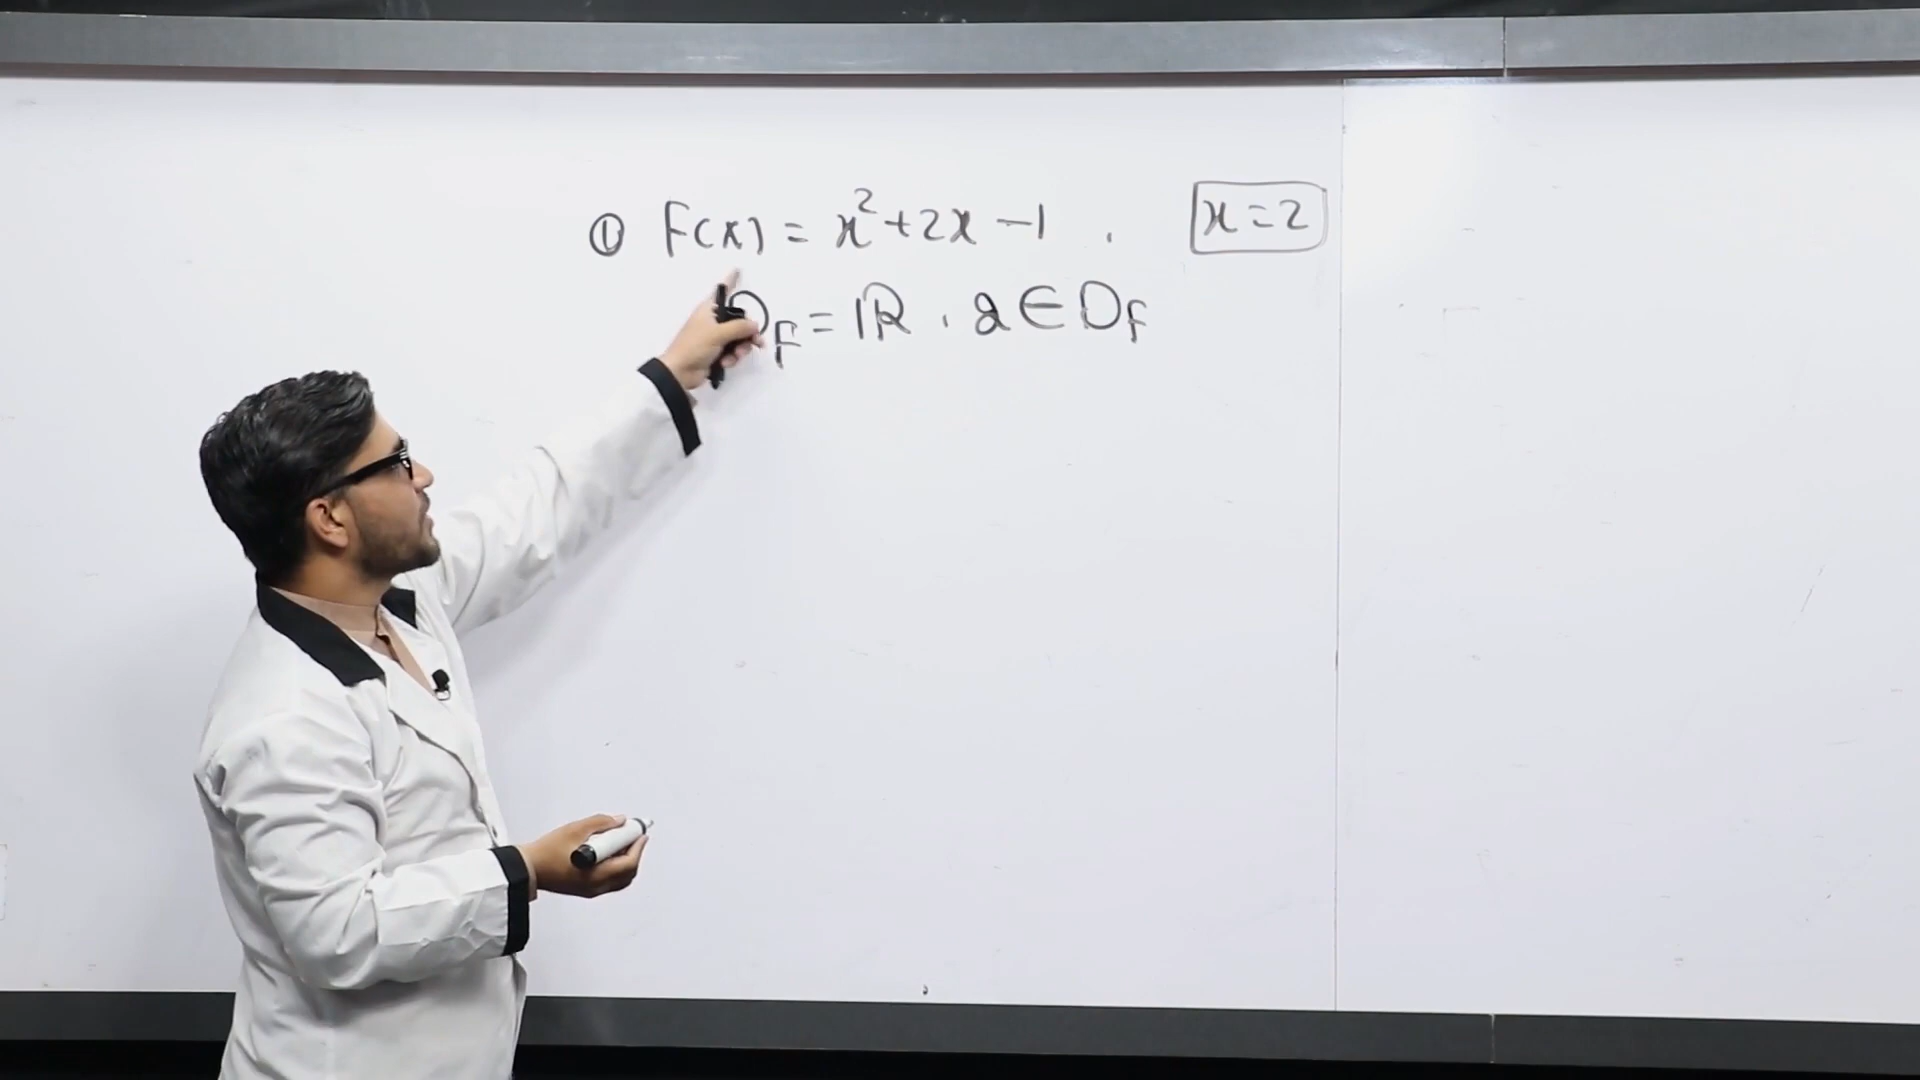 ① F(x) = x²+2x-1 , x=2
D_F = ℝ , 2 ∈ D_F